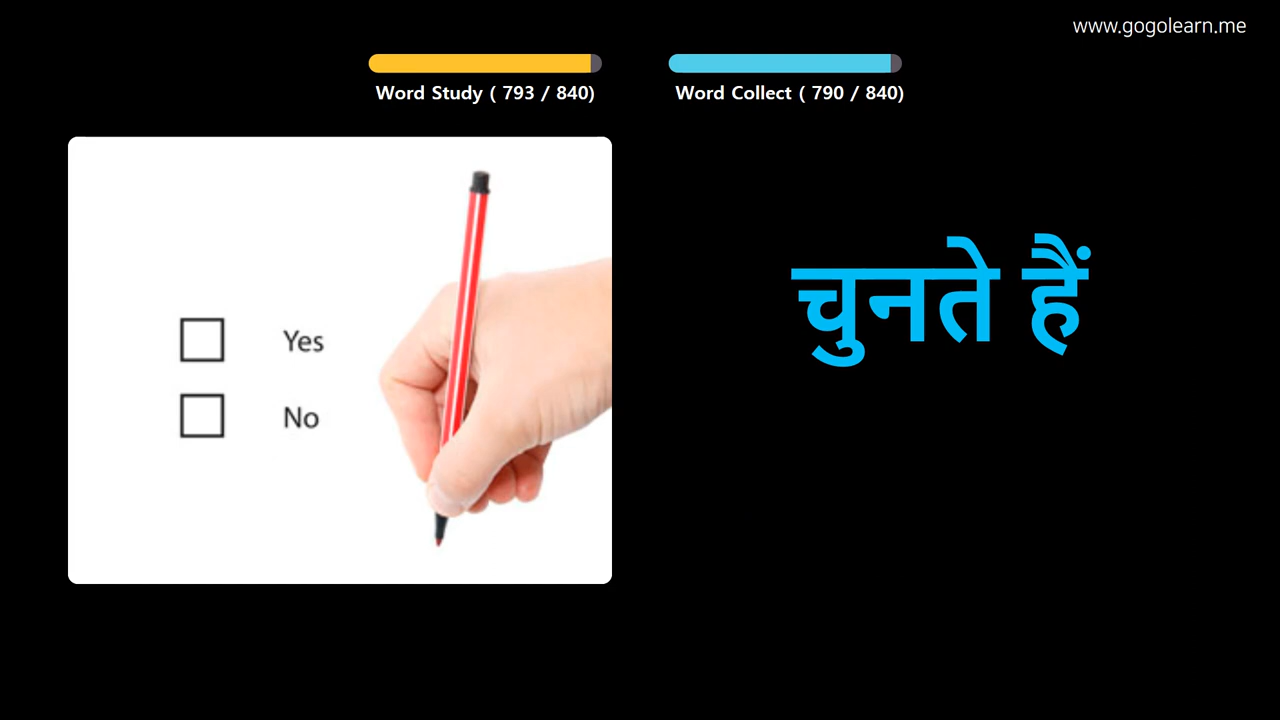 www.gogolearn.me
Word Study ( 793 / 840)
Word Collect ( 790 / 840)
Yes
No
चुनते हैं